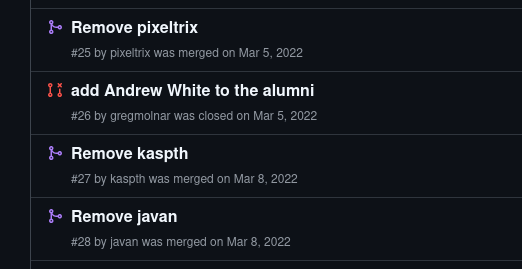 Remove pixeltrix
#25 by pixeltrix was merged on Mar 5, 2022
add Andrew White to the alumni
#26 by gregmolnar was closed on Mar 5, 2022
Remove kaspth
#27 by kaspth was merged on Mar 8, 2022
Remove javan
#28 by javan was merged on Mar 8, 2022